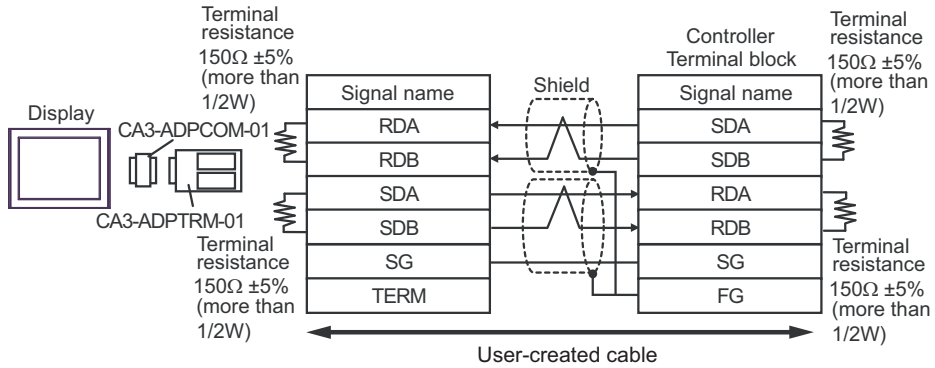 Terminal
resistance
150Ω ±5%
(more than
1/2W)
Controller
Terminal block
Terminal
resistance
150Ω ±5%
(more than
1/2W)
Display
CA3-ADPCOM-01
CA3-ADPTRM-01
Signal name
Shield
Signal name
RDA
SDA
RDB
SDB
SDA
RDA
SDB
RDB
SG
SG
TERM
FG
Terminal
resistance
150Ω ±5%
(more than
1/2W)
Terminal
resistance
150Ω ±5%
(more than
1/2W)
User-created cable